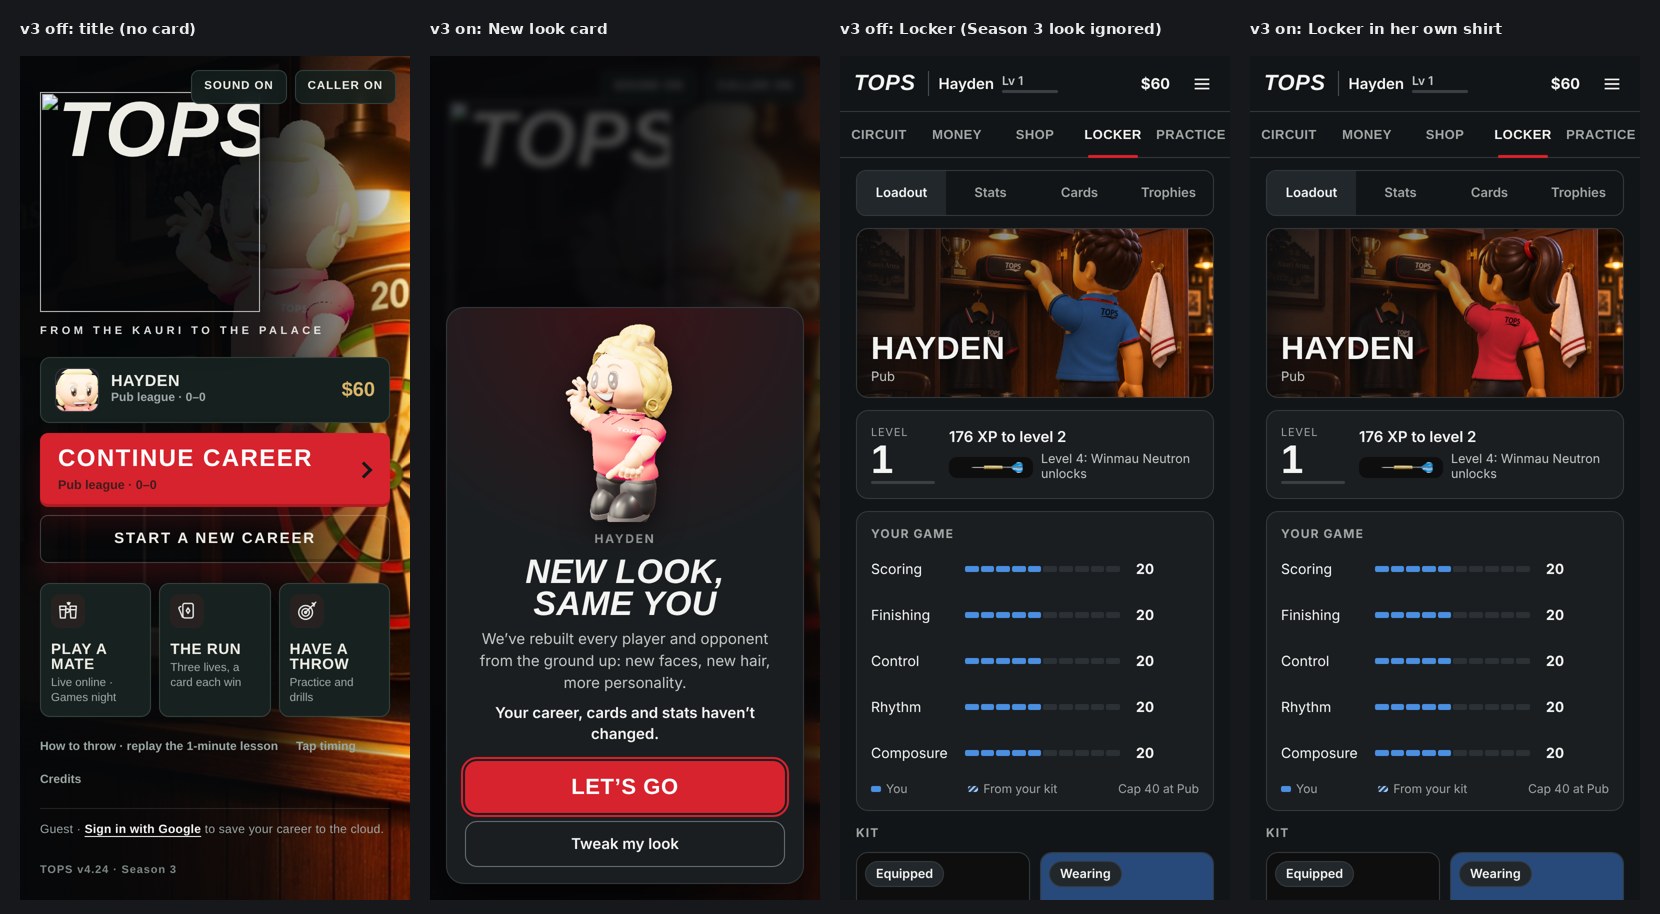 v3 off: title (no card)
SOUND ON
CALLER ON
TOPS
TOPS
20
FROM THE KAURI TO THE PALACE
HAYDEN
Pub league · 0–0
$60
CONTINUE CAREER
Pub league · 0–0
START A NEW CAREER
PLAY A
MATE
Live online ·
Games night
THE RUN
Three lives, a
card each win
HAVE A
THROW
Practice and
drills
How to throw · replay the 1-minute lesson
Tap timing
Credits
Guest · Sign in with Google to save your career to the cloud.
TOPS v4.24 · Season 3
v3 on: New look card
SOUND ON
CALLER ON
TOPS
TOPS
HAYDEN
NEW LOOK,
SAME YOU
We’ve rebuilt every player and opponent
from the ground up: new faces, new hair,
more personality.
Your career, cards and stats haven’t
changed.
LET’S GO
Tweak my look
v3 off: Locker (Season 3 look ignored)
TOPS
Hayden
Lv 1
$60
CIRCUIT
MONEY
SHOP
LOCKER
PRACTICE
Loadout
Stats
Cards
Trophies
TOPS
TOPS
TOPS
HAYDEN
Pub
LEVEL
1
176 XP to level 2
Level 4: Winmau Neutron
unlocks
YOUR GAME
Scoring 20
Finishing 20
Control 20
Rhythm 20
Composure 20
You
From your kit
Cap 40 at Pub
KIT
Equipped
Wearing
v3 on: Locker in her own shirt
TOPS
Hayden
Lv 1
$60
CIRCUIT
MONEY
SHOP
LOCKER
PRACTICE
Loadout
Stats
Cards
Trophies
TOPS
TOPS
TOPS
HAYDEN
Pub
LEVEL
1
176 XP to level 2
Level 4: Winmau Neutron
unlocks
YOUR GAME
Scoring 20
Finishing 20
Control 20
Rhythm 20
Composure 20
You
From your kit
Cap 40 at Pub
KIT
Equipped
Wearing